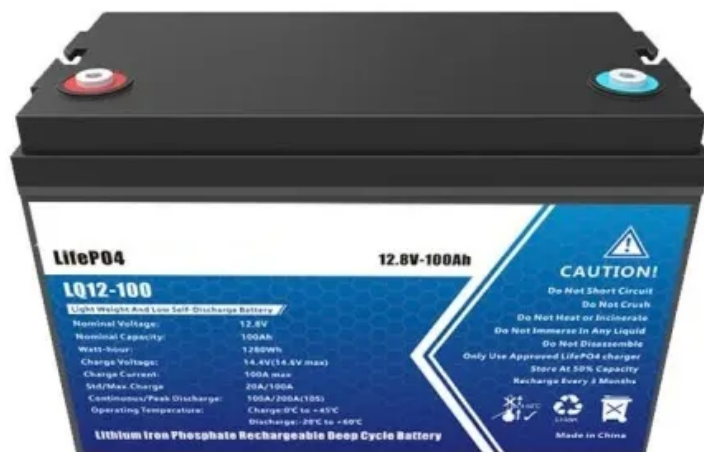 LifePO4
12.8V-100Ah
LQ12-100
Light Weight And Low Self-Discharge Battery
Nominal Voltage: 12.8V
Nominal Capacity: 100Ah
Watt-hour: 1280Wh
Charge Voltage: 14.4V(14.6V max)
Charge Current: 100A max
Std/Max.Charge 20A/100A
Continuous/Peak Discharge: 100A/200A(10S)
Operating Temperature: Charge:0℃ to +45℃
Discharge:-20℃ to +60℃
Lithium Iron Phosphate Rechargeable Deep Cycle Battery
CAUTION!
Do Not Short Circuit
Do Not Crush
Do Not Heat or Incinerate
Do Not Immerse In Any Liquid
Do Not Disassemble
Only Use Approved LifePO4 charger
Store At 50% Capacity
Recharge Every 3 Months
Made in China